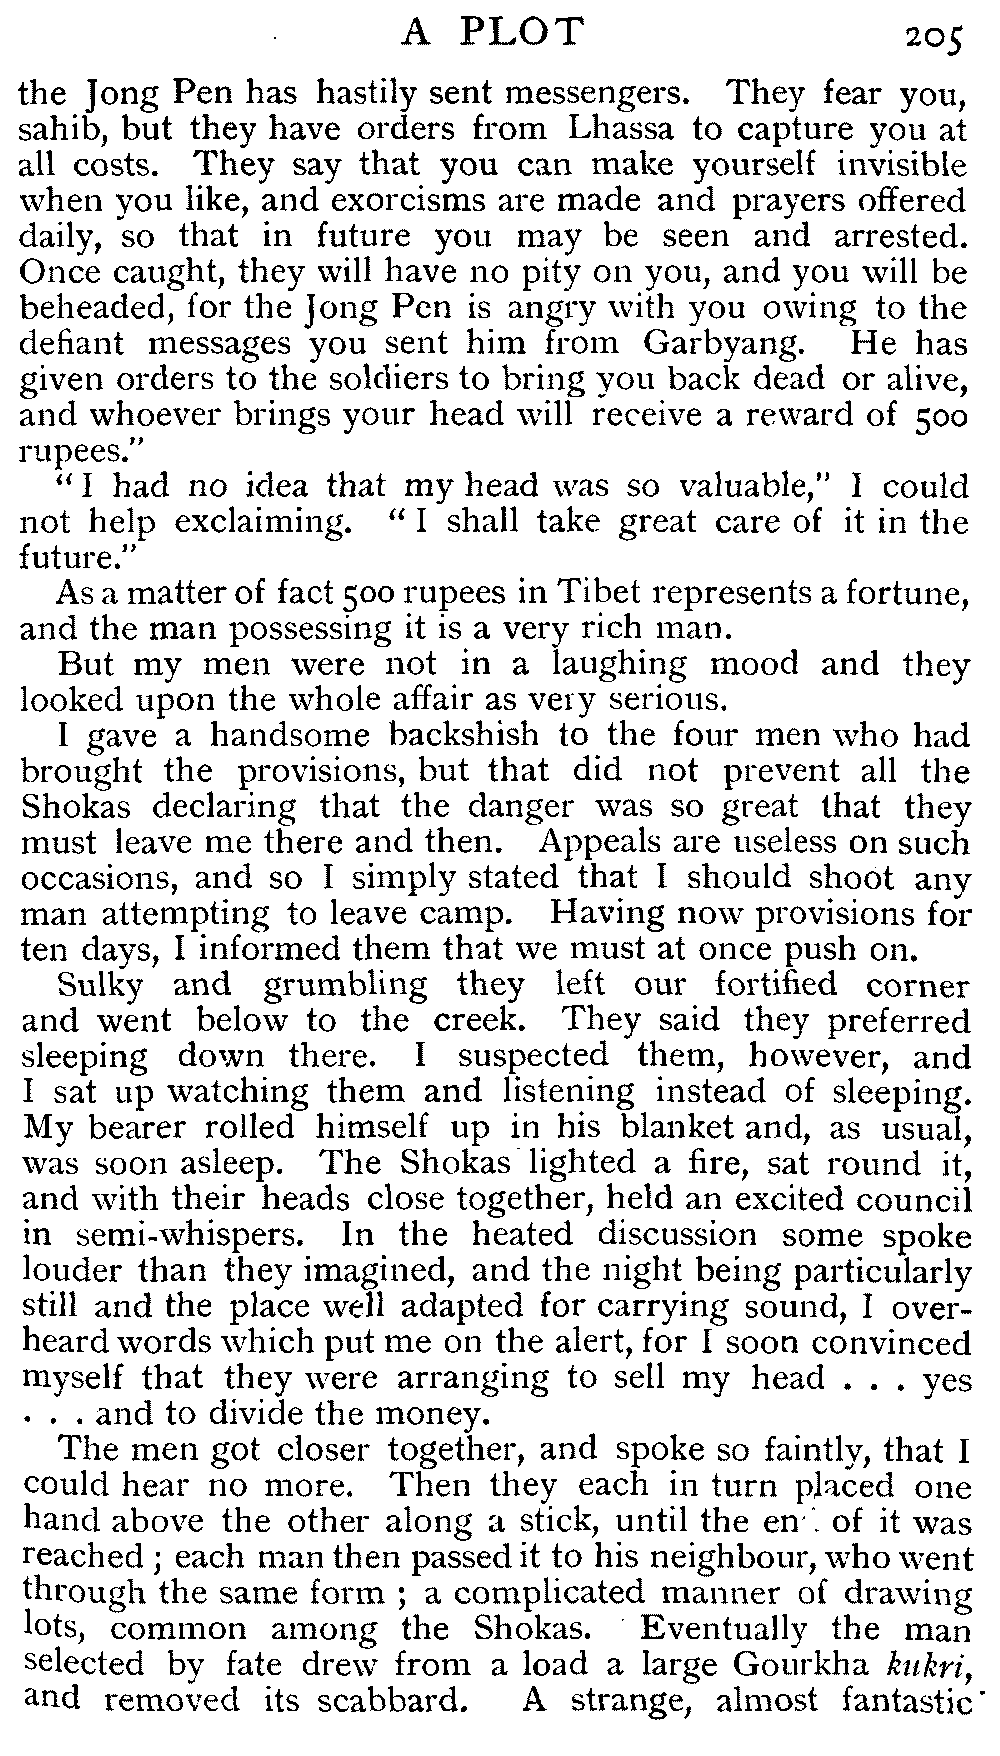 A PLOT 205
the Jong Pen has hastily sent messengers. They fear you,
sahib, but they have orders from Lhassa to capture you at
all costs. They say that you can make yourself invisible
when you like, and exorcisms are made and prayers offered
daily, so that in future you may be seen and arrested.
Once caught, they will have no pity on you, and you will be
beheaded, for the Jong Pen is angry with you owing to the
defiant messages you sent him from Garbyang. He has
given orders to the soldiers to bring you back dead or alive,
and whoever brings your head will receive a reward of 500
rupees."
"I had no idea that my head was so valuable," I could
not help exclaiming. "I shall take great care of it in the
future."
As a matter of fact 500 rupees in Tibet represents a fortune,
and the man possessing it is a very rich man.
But my men were not in a laughing mood and they
looked upon the whole affair as very serious.
I gave a handsome backshish to the four men who had
brought the provisions, but that did not prevent all the
Shokas declaring that the danger was so great that they
must leave me there and then. Appeals are useless on such
occasions, and so I simply stated that I should shoot any
man attempting to leave camp. Having now provisions for
ten days, I informed them that we must at once push on.
Sulky and grumbling they left our fortified corner
and went below to the creek. They said they preferred
sleeping down there. I suspected them, however, and
I sat up watching them and listening instead of sleeping.
My bearer rolled himself up in his blanket and, as usual,
was soon asleep. The Shokas lighted a fire, sat round it,
and with their heads close together, held an excited council
in semi-whispers. In the heated discussion some spoke
louder than they imagined, and the night being particularly
still and the place well adapted for carrying sound, I over-
heard words which put me on the alert, for I soon convinced
myself that they were arranging to sell my head . . . yes
. . . and to divide the money.
The men got closer together, and spoke so faintly, that I
could hear no more. Then they each in turn placed one
hand above the other along a stick, until the en of it was
reached ; each man then passed it to his neighbour, who went
through the same form ; a complicated manner of drawing
lots, common among the Shokas. Eventually the man
selected by fate drew from a load a large Gourkha kukri,
and removed its scabbard. A strange, almost fantastic